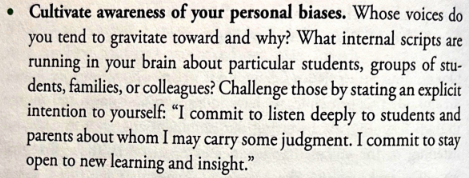 • Cultivate awareness of your personal biases. Whose voices do
you tend to gravitate toward and why? What internal scripts are
running in your brain about particular students, groups of stu-
dents, families, or colleagues? Challenge those by stating an explicit
intention to yourself: “I commit to listen deeply to students and
parents about whom I may carry some judgment. I commit to stay
open to new learning and insight.”